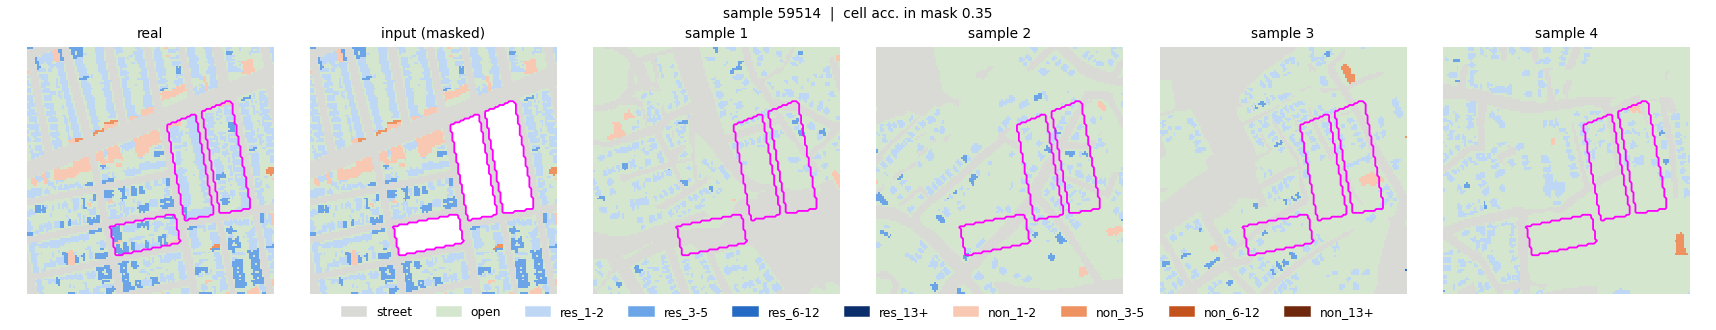 sample 59514  |  cell acc. in mask 0.35
real
input (masked)
sample 1
sample 2
sample 3
sample 4
street
open
res_1-2
res_3-5
res_6-12
res_13+
non_1-2
non_3-5
non_6-12
non_13+